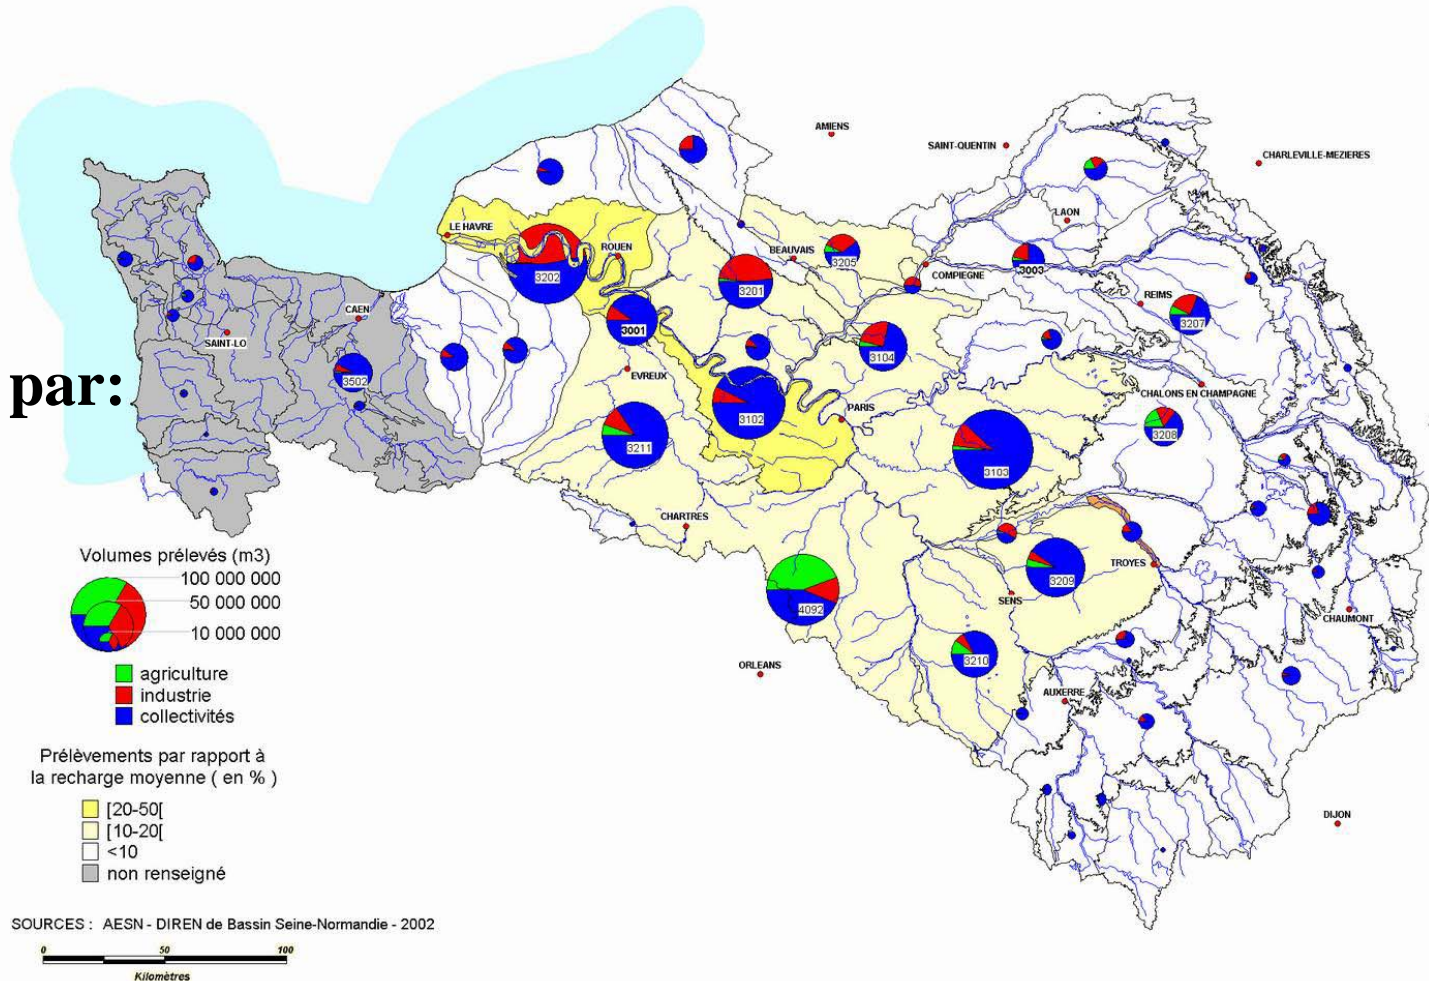 AMIENS
SAINT-QUENTIN
CHARLEVILLE-MEZIERES
LAON
LE HAVRE
ROUEN
BEAUVAIS
COMPIEGNE
3202
3205
3003
3201
REIMS
3207
CAEN
3001
SAINT-LO
3104
par:
3502
EVREUX
CHALONS EN CHAMPAGNE
3102
PARIS
3208
3211
3103
CHARTRES
TROYES
3209
SENS
4092
CHAUMONT
3210
ORLEANS
AUXERRE
DIJON
Volumes prélevés (m3)
100 000 000
50 000 000
10 000 000
agriculture
industrie
collectivités
Prélèvements par rapport à
la recharge moyenne ( en % )
[20-50[
[10-20[
<10
non renseigné
SOURCES : AESN - DIREN de Bassin Seine-Normandie - 2002
0 50 100
Kilomètres